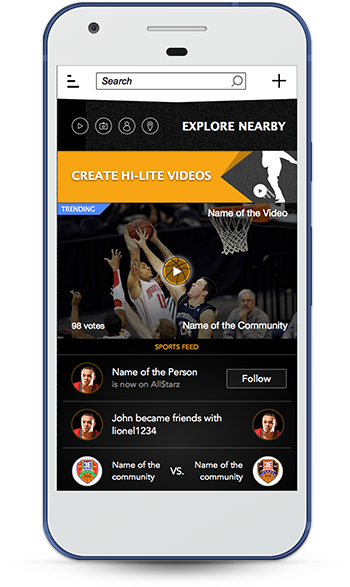 Search
EXPLORE NEARBY
CREATE HI-LITE VIDEOS
TRENDING
Name of the Video
98 votes
Name of the Community
SPORTS FEED
Name of the Person
is now on AllStarz
Follow
John became friends with
lionel1234
3E
Name of the
community
VS.
Name of the
community
3E